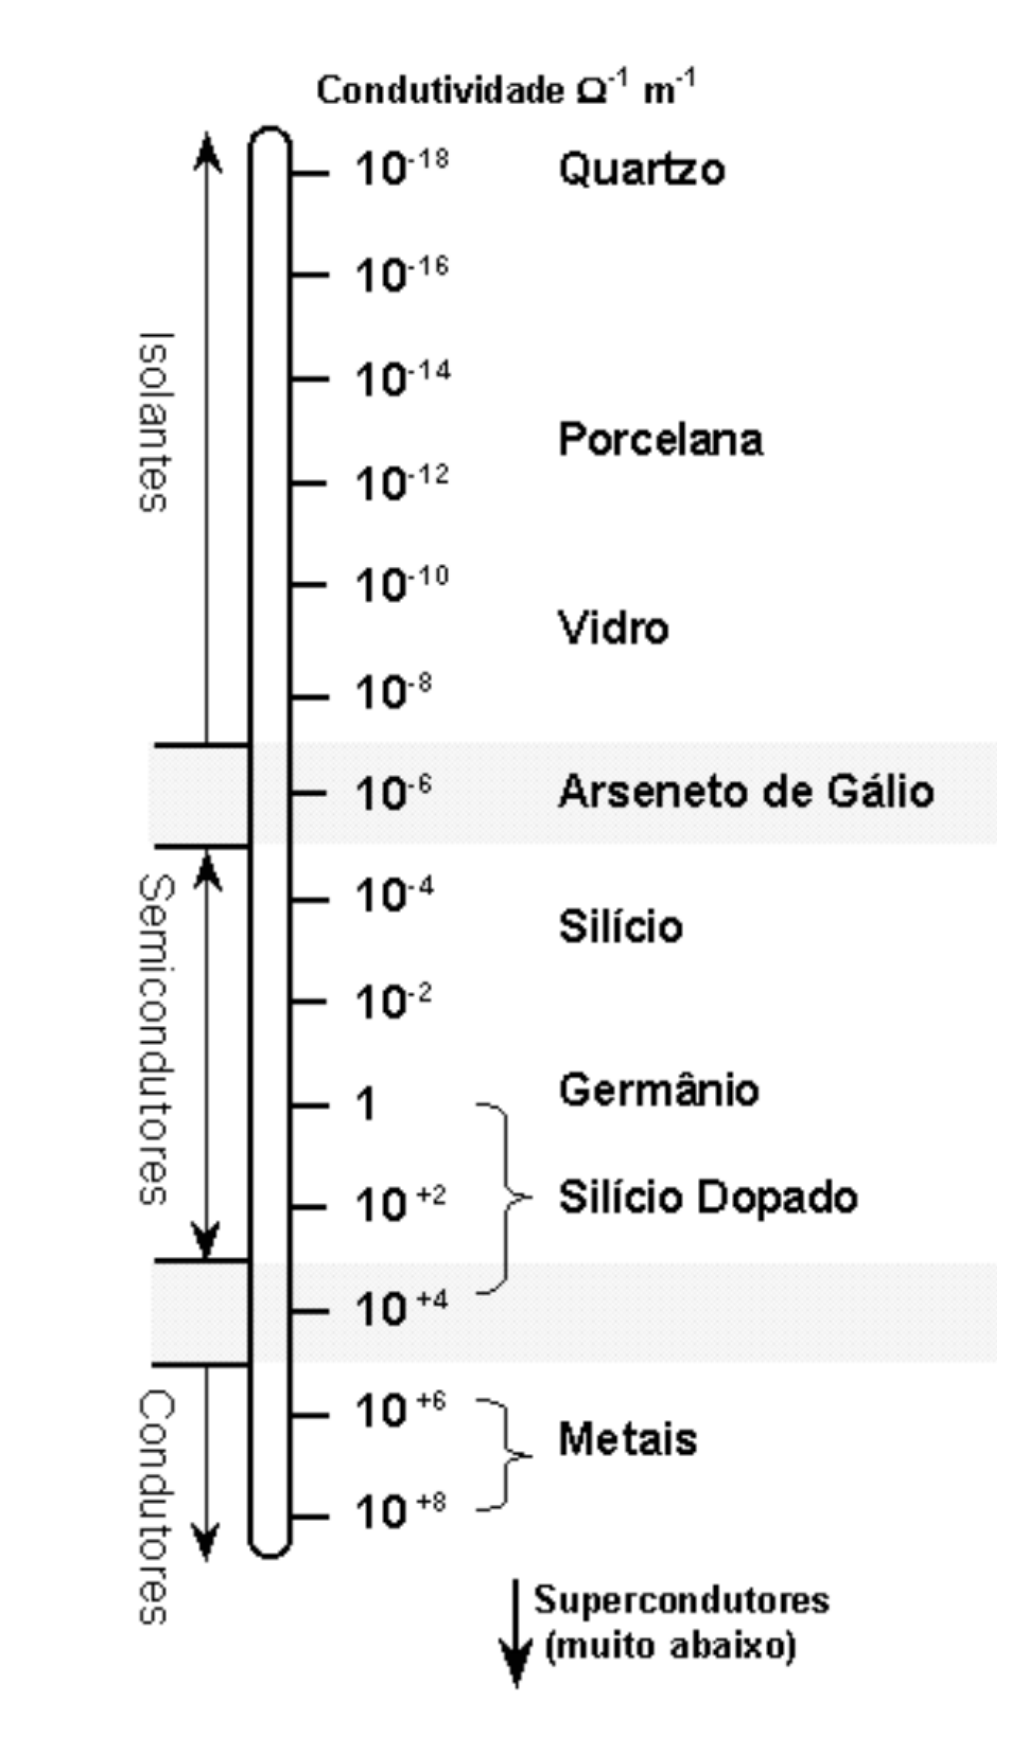 Condutividade Ω⁻¹ m⁻¹
10⁻¹⁸ Quartzo
10⁻¹⁶
10⁻¹⁴
Porcelana
10⁻¹²
10⁻¹⁰
Vidro
10⁻⁸
10⁻⁶ Arseneto de Gálio
10⁻⁴
Silício
10⁻²
1 Germânio
10⁺² Silício Dopado
10⁺⁴
10⁺⁶
Metais
10⁺⁸
Isolantes
Semicondutores
Condutores
Supercondutores
(muito abaixo)